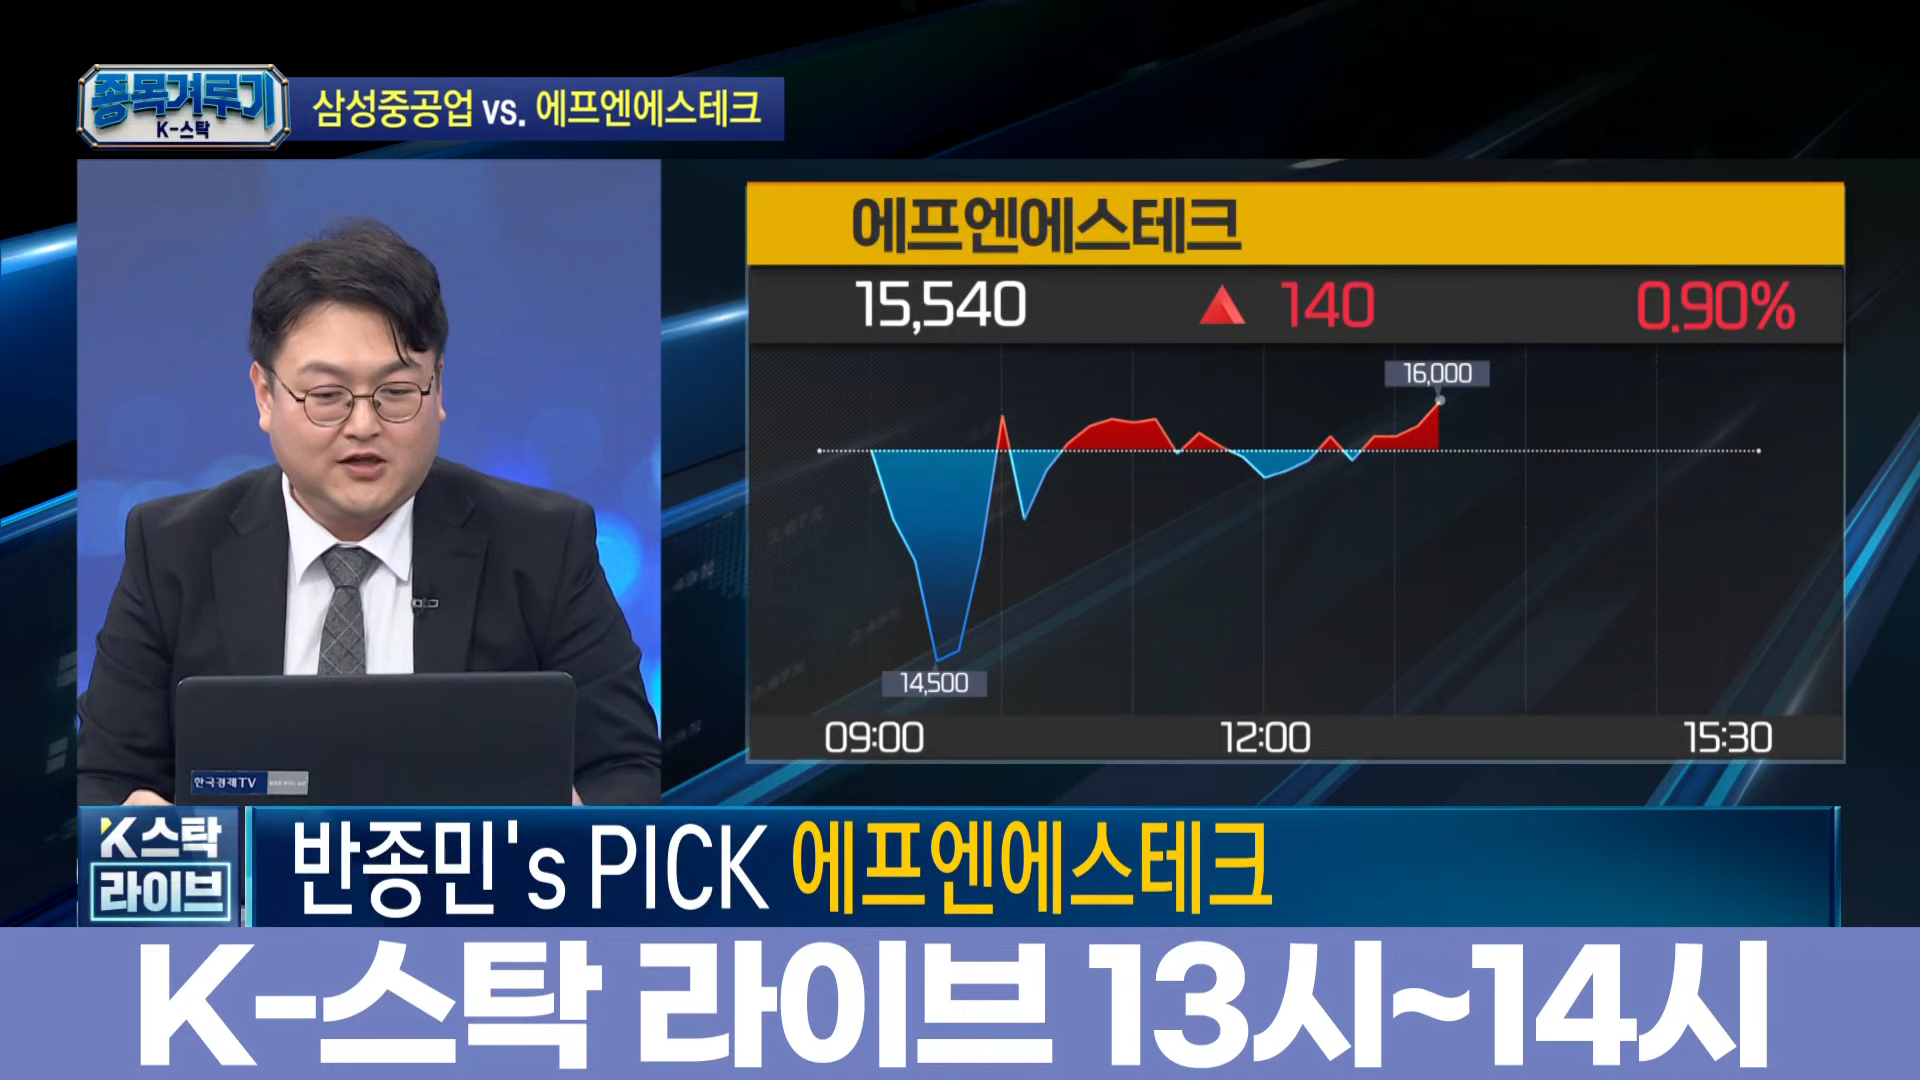 종목겨루기
K-스탁
삼성중공업 vs. 에프엔에스테크
에프엔에스테크
15,540 ▲ 140 0.90%
16,000
14,500
09:00 12:00 15:30
한국경제TV
K스탁
라이브
반종민's PICK 에프엔에스테크
K-스탁 라이브 13시~14시